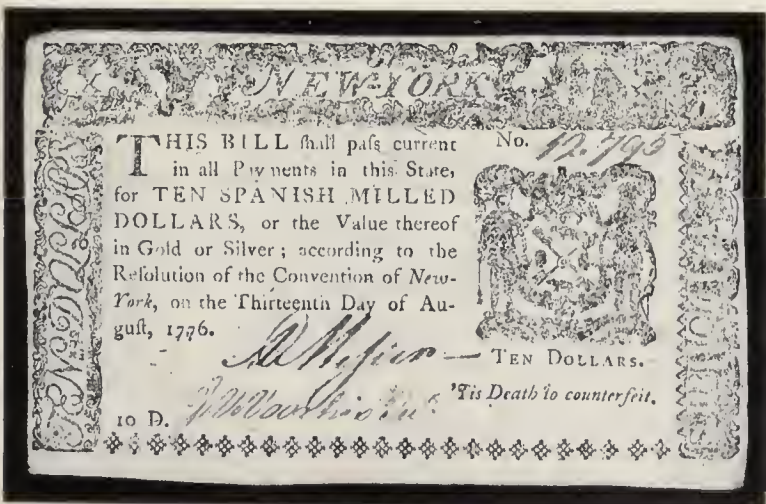 NEW-YORK
THIS BILL ſhall paſs current
in all Payments in this State,
for TEN SPANISH MILLED
DOLLARS, or the Value thereof
in Gold or Silver; according to the
Reſolution of the Convention of New-
York, on the Thirteenth Day of Au-
guſt, 1776.
No. 12.795
TEN DOLLARS.
'Tis Death to counterfeit.
10 D.